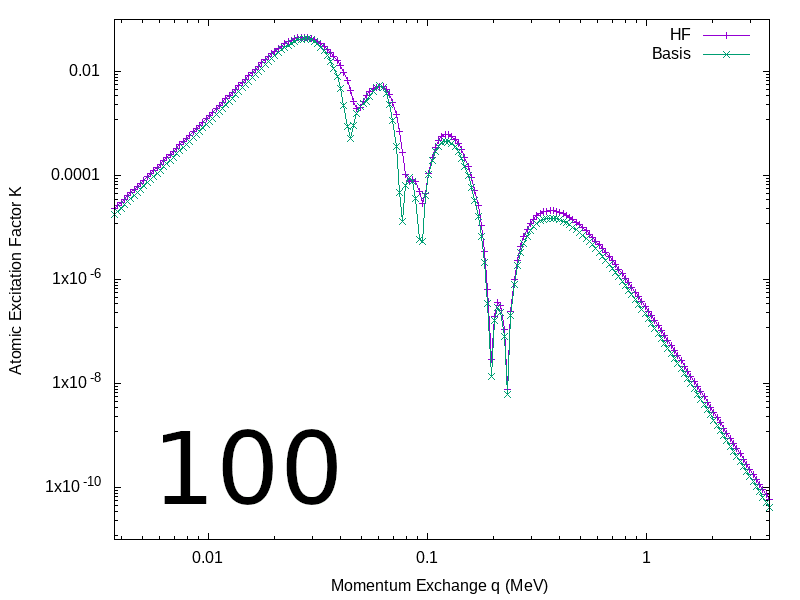 HF
Basis
0.01
0.0001
1x10-6
1x10-8
1x10-10
Atomic Excitation Factor K
100
0.01 0.1 1
Momentum Exchange q (MeV)